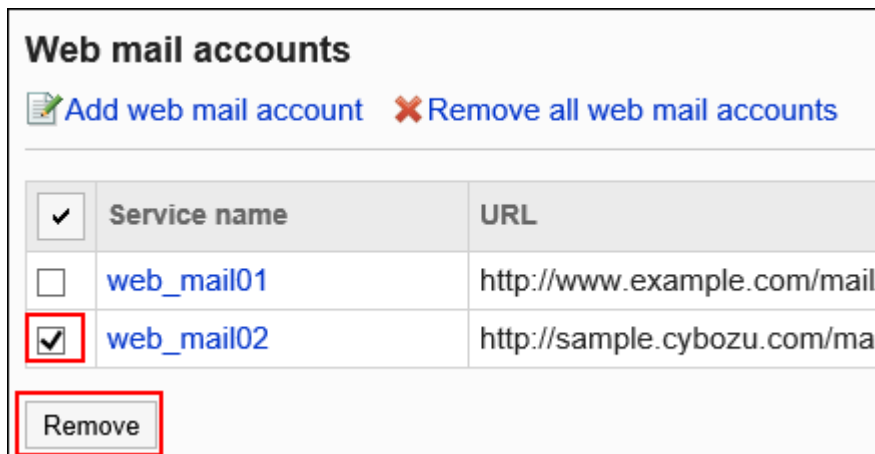 Web mail accounts
Add web mail account Remove all web mail accounts
Service name URL
web_mail01 http://www.example.com/mail
web_mail02 http://sample.cybozu.com/ma
Remove